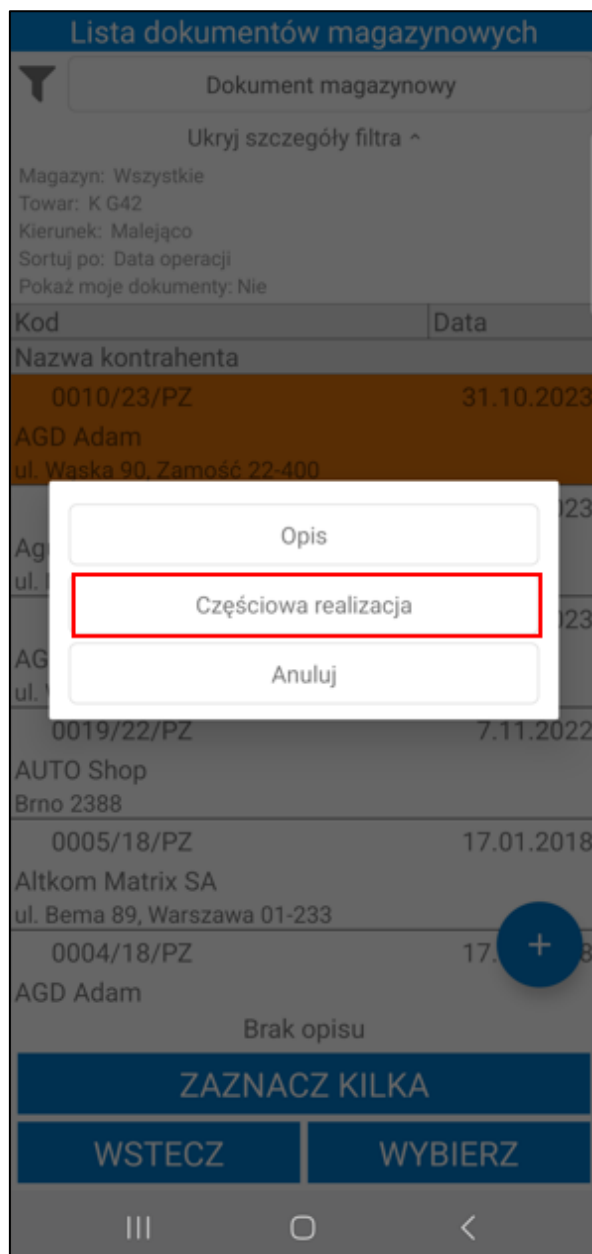 Lista dokumentów magazynowych
Dokument magazynowy
Ukryj szczegóły filtra ^
Magazyn: Wszystkie
Towar: K G42
Kierunek: Malejąco
Sortuj po: Data operacji
Pokaż moje dokumenty: Nie
Kod Data
Nazwa kontrahenta
0010/23/PZ 31.10.2023
AGD Adam
ul. Wąska 90, Zamość 22-400
Opis
Częściowa realizacja
Anuluj
0019/22/PZ 7.11.2022
AUTO Shop
Brno 2388
0005/18/PZ 17.01.2018
Altkom Matrix SA
ul. Bema 89, Warszawa 01-233
0004/18/PZ 17.
AGD Adam
Brak opisu
ZAZNACZ KILKA
WSTECZ WYBIERZ